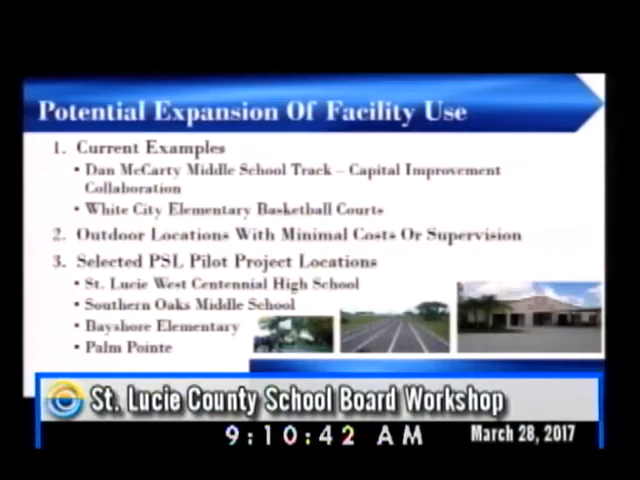 Potential Expansion Of Facility Use
1. Current Examples
• Dan McCarty Middle School Track – Capital Improvement
Collaboration
• White City Elementary Basketball Courts
2. Outdoor Locations With Minimal Costs Or Supervision
3. Selected PSL Pilot Project Locations
• St. Lucie West Centennial High School
• Southern Oaks Middle School
• Bayshore Elementary
• Palm Pointe
St. Lucie County School Board Workshop
9:10:42 AM
March 28, 2017